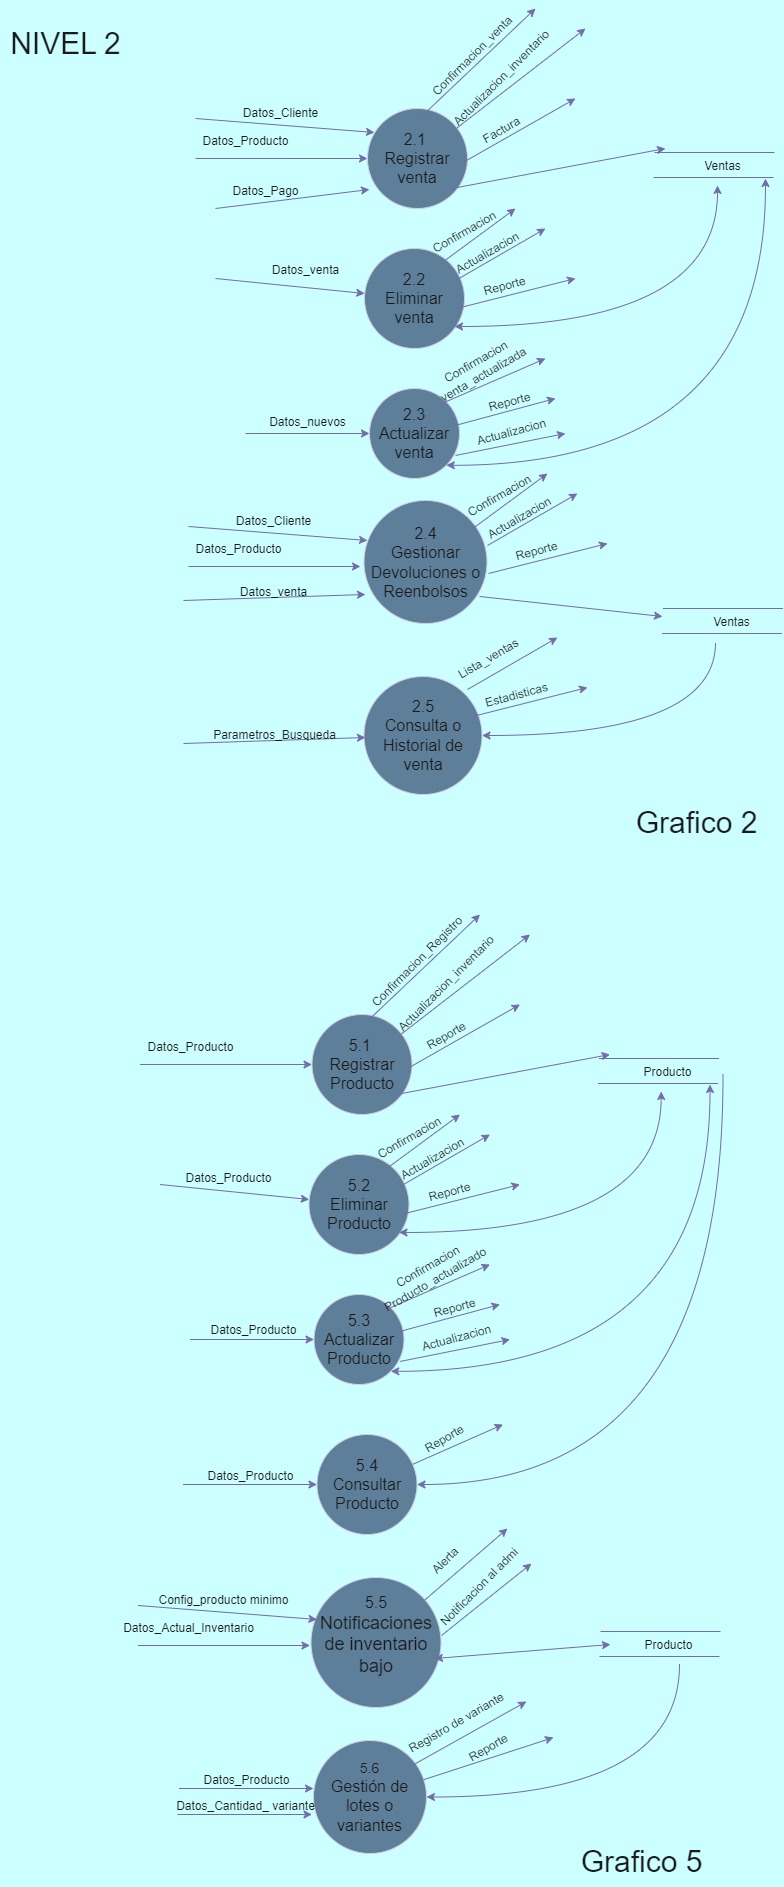 NIVEL 2
Confirmacion_venta
Actualizacion_inventario
Factura
Datos_Cliente
Datos_Producto
Datos_Pago
2.1
Registrar
venta
Ventas
Confirmacion
Actualizacion
Reporte
Datos_venta
2.2
Eliminar
venta
Confirmacion
venta_actualizada
Reporte
Actualizacion
Datos_nuevos
2.3
Actualizar
venta
Confirmacion
Actualizacion
Reporte
Datos_Cliente
Datos_Producto
Datos_venta
2.4
Gestionar
Devoluciones o
Reenbolsos
Ventas
Lista_ventas
Estadisticas
Parametros_Busqueda
2.5
Consulta o
Historial de
venta
Grafico 2
Confirmacion_Registro
Actualizacion_inventario
Reporte
Datos_Producto
5.1
Registrar
Producto
Producto
Confirmacion
Actualizacion
Reporte
Datos_Producto
5.2
Eliminar
Producto
Confirmacion
Producto_actualizado
Reporte
Actualizacion
Datos_Producto
5.3
Actualizar
Producto
Reporte
Datos_Producto
5.4
Consultar
Producto
Alerta
Notificacion al admi
Config_producto minimo
Datos_Actual_Inventario
5.5
Notificaciones
de inventario
bajo
Producto
Registro de variante
Reporte
Datos_Producto
Datos_Cantidad_ variante
5.6
Gestión de
lotes o
variantes
Grafico 5